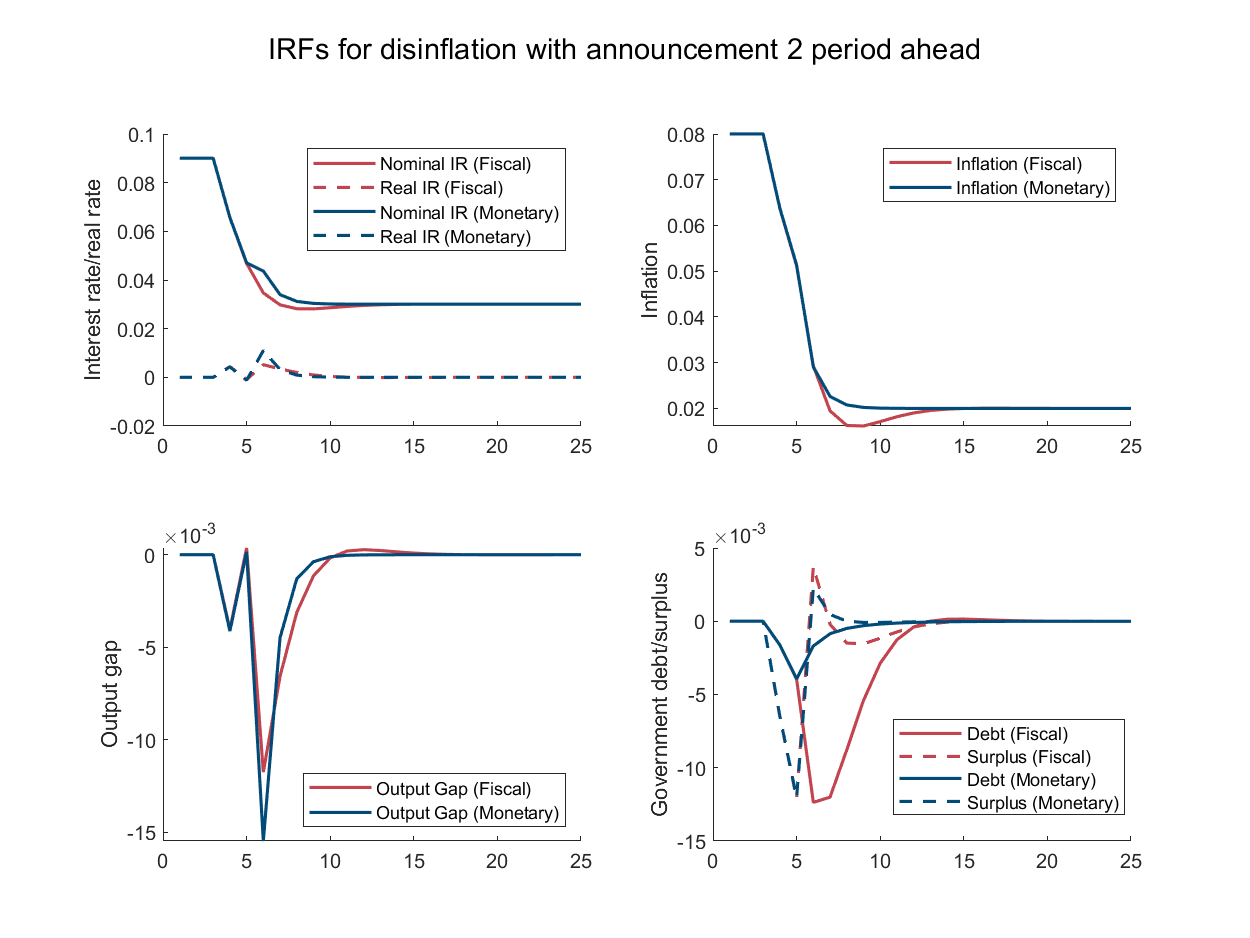 IRFs for disinflation with announcement 2 period ahead
Interest rate/real rate
0.1
0.08
0.06
0.04
0.02
0
-0.02
0
5
10
15
20
25
Nominal IR (Fiscal)
Real IR (Fiscal)
Nominal IR (Monetary)
Real IR (Monetary)
Inflation
0.08
0.07
0.06
0.05
0.04
0.03
0.02
0
5
10
15
20
25
Inflation (Fiscal)
Inflation (Monetary)
Output gap
×10-3
0
-5
-10
-15
0
5
10
15
20
25
Output Gap (Fiscal)
Output Gap (Monetary)
Government debt/surplus
×10-3
5
0
-5
-10
-15
0
5
10
15
20
25
Debt (Fiscal)
Surplus (Fiscal)
Debt (Monetary)
Surplus (Monetary)